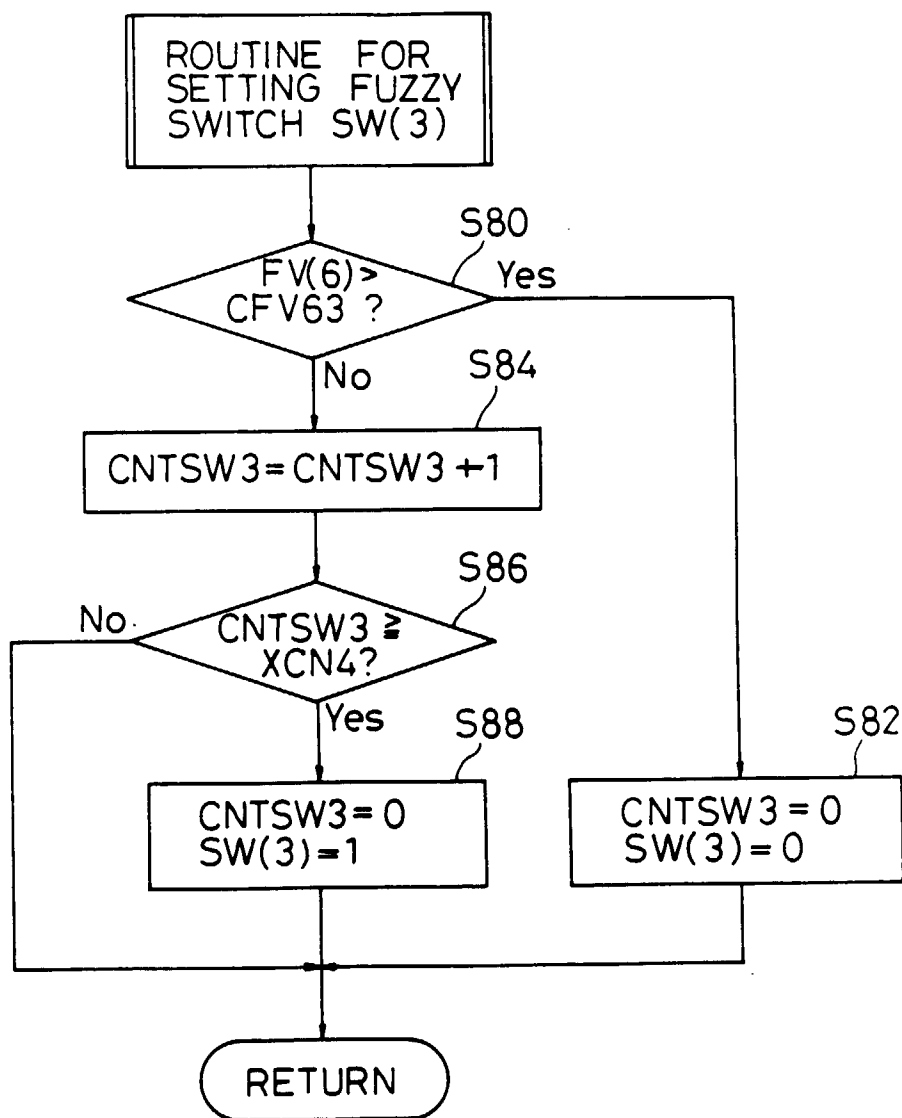 ROUTINE FOR
SETTING FUZZY
SWITCH SW(3)
S80
FV(6)>
CFV63 ?
Yes
No
S84
CNTSW3=CNTSW3+1
S86
No
CNTSW3≧
XCN4?
Yes
S88
CNTSW3=0
SW(3)=1
S82
CNTSW3=0
SW(3)=0
RETURN